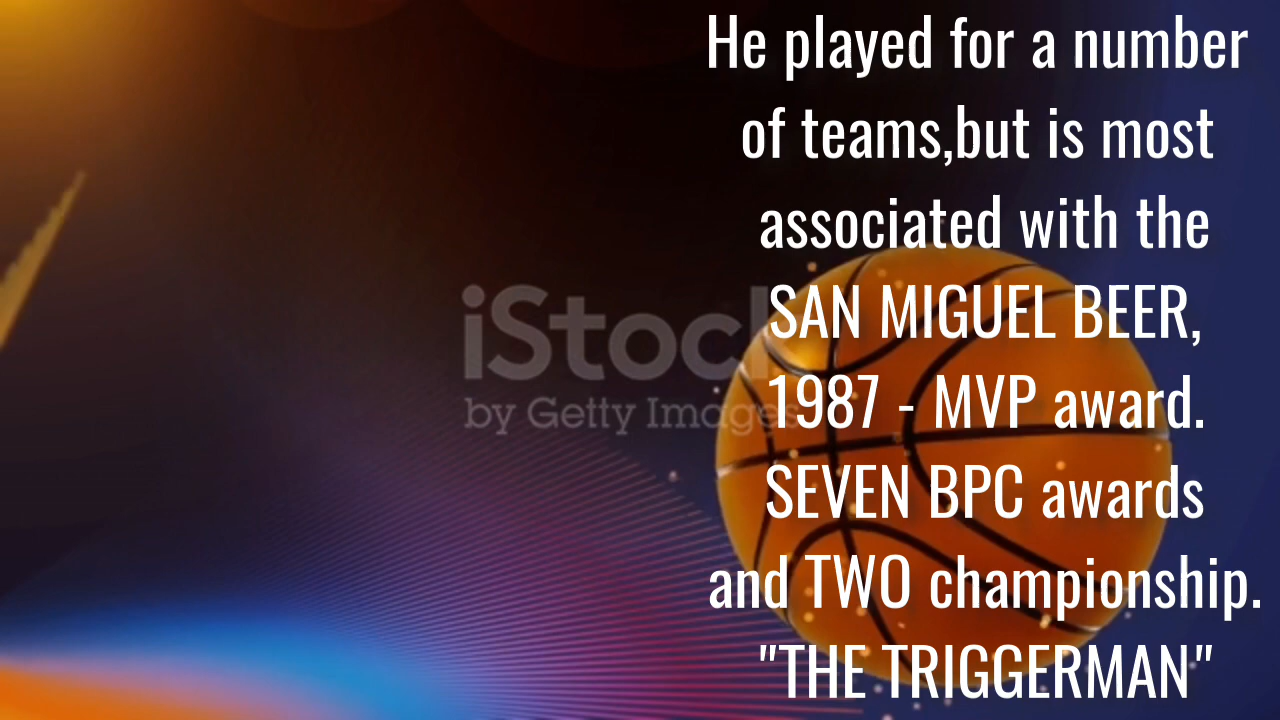 He played for a number
of teams,but is most
associated with the
SAN MIGUEL BEER,
1987 - MVP award.
SEVEN BPC awards
and TWO championship.
"THE TRIGGERMAN"
iStock
by Getty Images